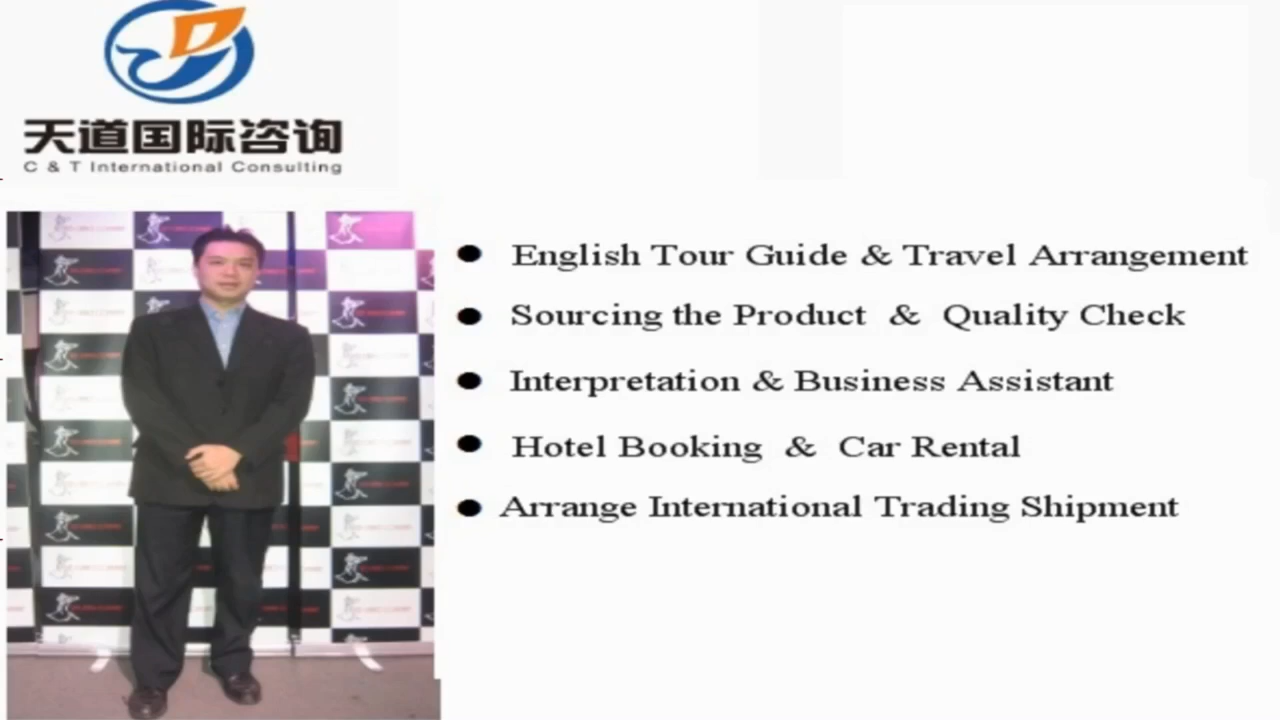 天道国际咨询
C & T International Consulting
● English Tour Guide & Travel Arrangement
● Sourcing the Product & Quality Check
● Interpretation & Business Assistant
● Hotel Booking & Car Rental
● Arrange International Trading Shipment